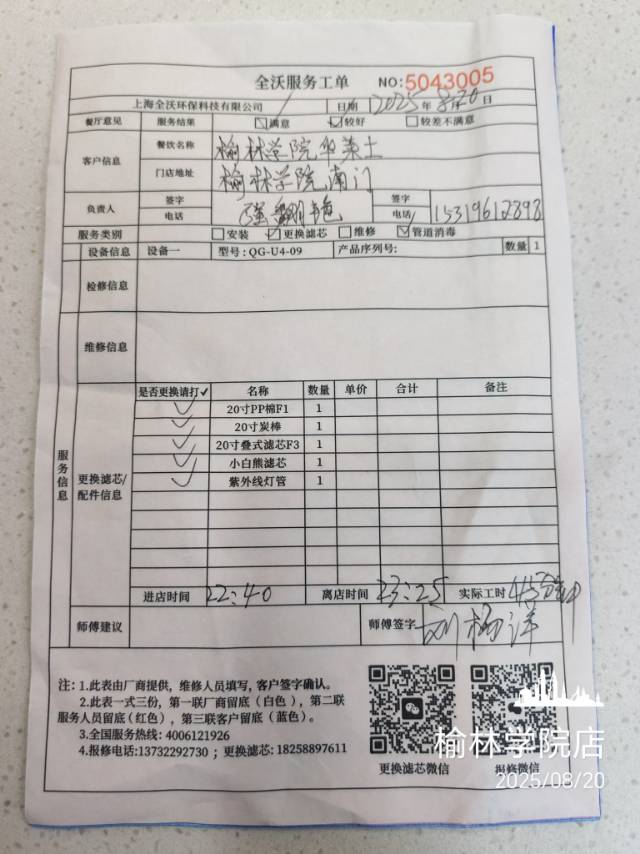 全沃服务工单 NO:5043005
上海全沃环保科技有限公司 日期 2025年8月20日
餐厅意见 服务结果 满意 较好 较差不满意
客户信息 餐饮名称 榆林学院华莱士
门店地址 榆林学院南门
负责人 签字 电话 签字 电话 15319612898
服务类别 安装 更换滤芯 维修 管道消毒
设备信息 设备一 型号:QG-U4-09 产品序列号: 数量 1
检修信息
维修信息
服务信息
更换滤芯/配件信息
是否更换请打✓ 名称 数量 单价 合计 备注
✓ 20寸PP棉F1 1
✓ 20寸炭棒 1
✓ 20寸叠式滤芯F3 1
✓ 小白熊滤芯 1
✓ 紫外线灯管 1
进店时间 22:40 离店时间 23:25 实际工时 45分钟
师傅建议 师傅签字 刘杨洋
注: 1.此表由厂商提供，维修人员填写，客户签字确认。
2.此表一式三份，第一联厂商留底(白色)，第二联
服务人员留底(红色)，第三联客户留底(蓝色)。
3.全国服务热线: 4006121926
4.报修电话:13732292730 ; 更换滤芯: 18258897611
更换滤芯微信 报修微信
榆林学院店
2025/08/20